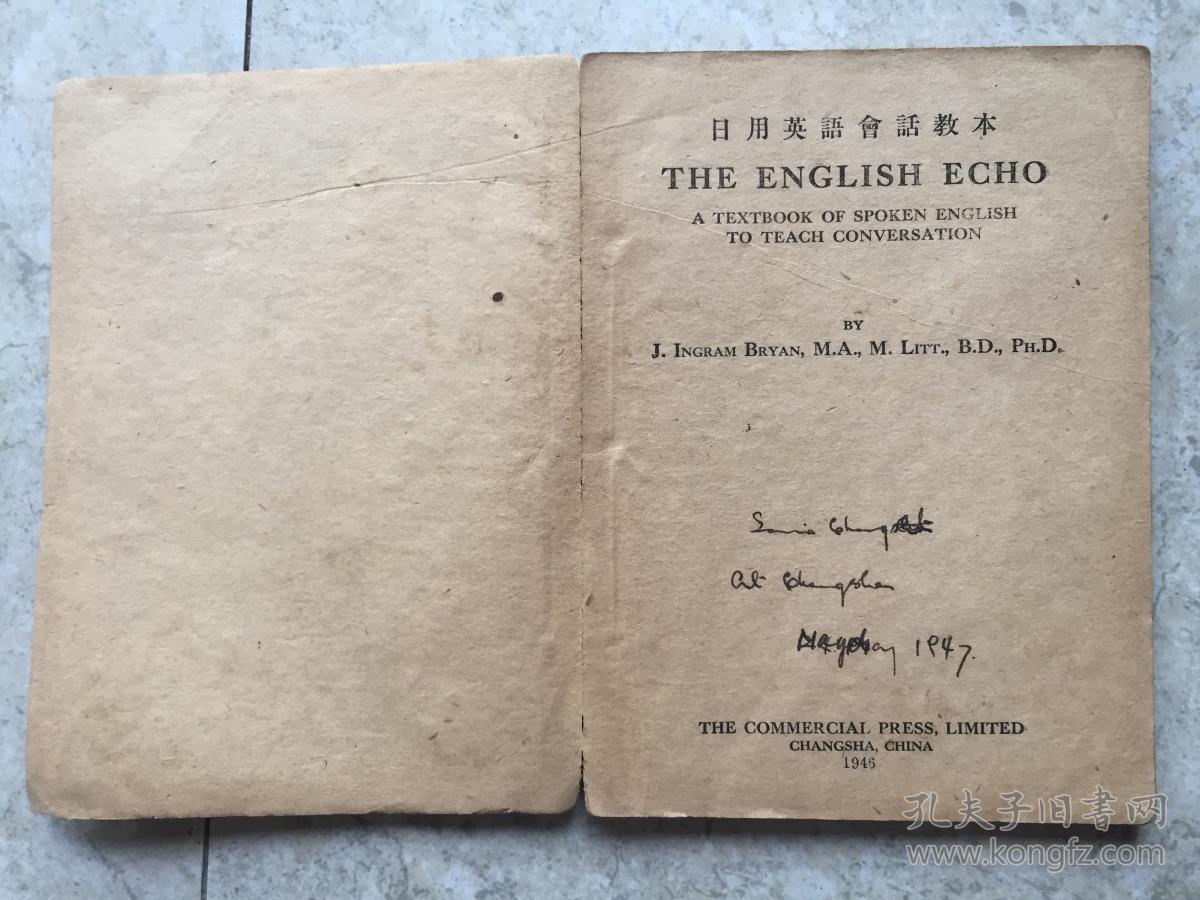 日用英語會話教本
THE ENGLISH ECHO
A TEXTBOOK OF SPOKEN ENGLISH
TO TEACH CONVERSATION
BY
J. INGRAM BRYAN, M.A., M. LITT., B.D., PH.D.
At Changsha
1947.
THE COMMERCIAL PRESS, LIMITED
CHANGSHA, CHINA
1946
孔夫子旧书网
www.kongfz.com